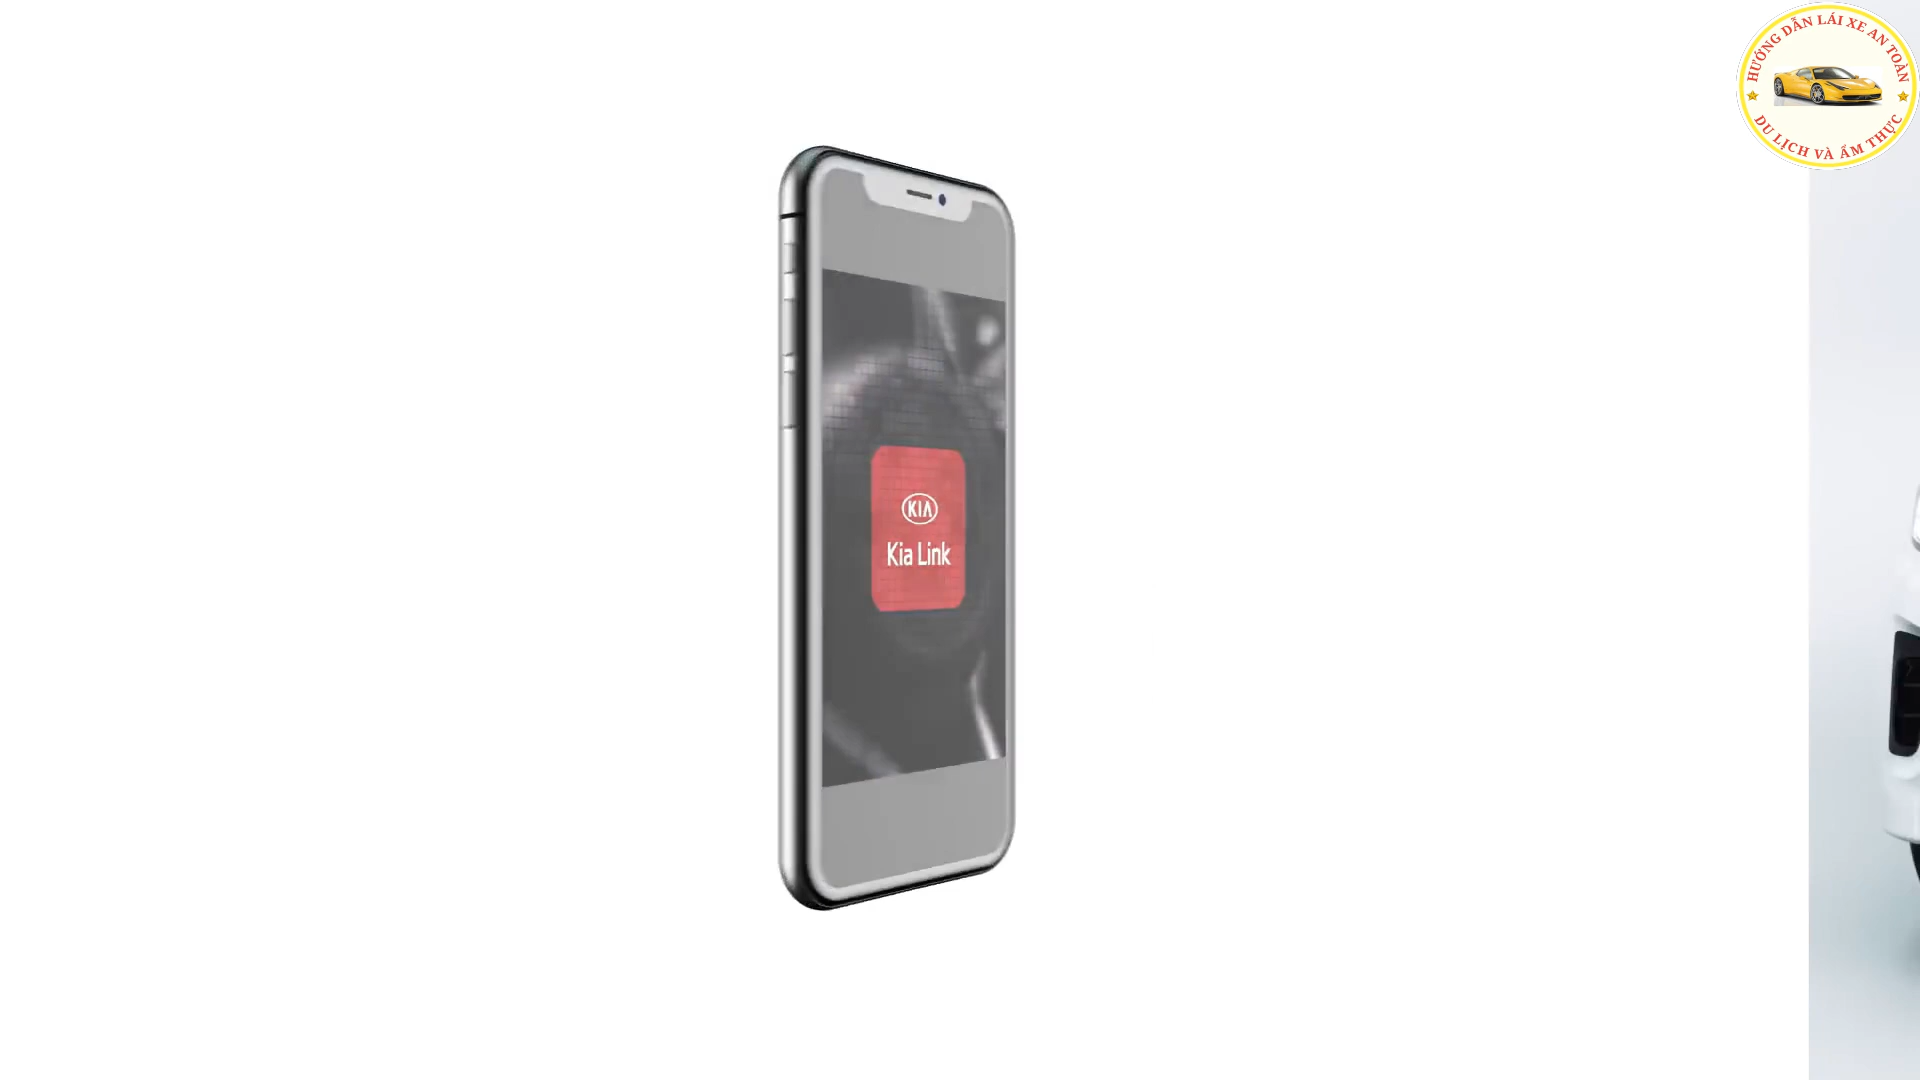 HƯỚNG DẪN LÁI XE AN TOÀN
DU LỊCH VÀ ẨM THỰC
KIA
Kia Link